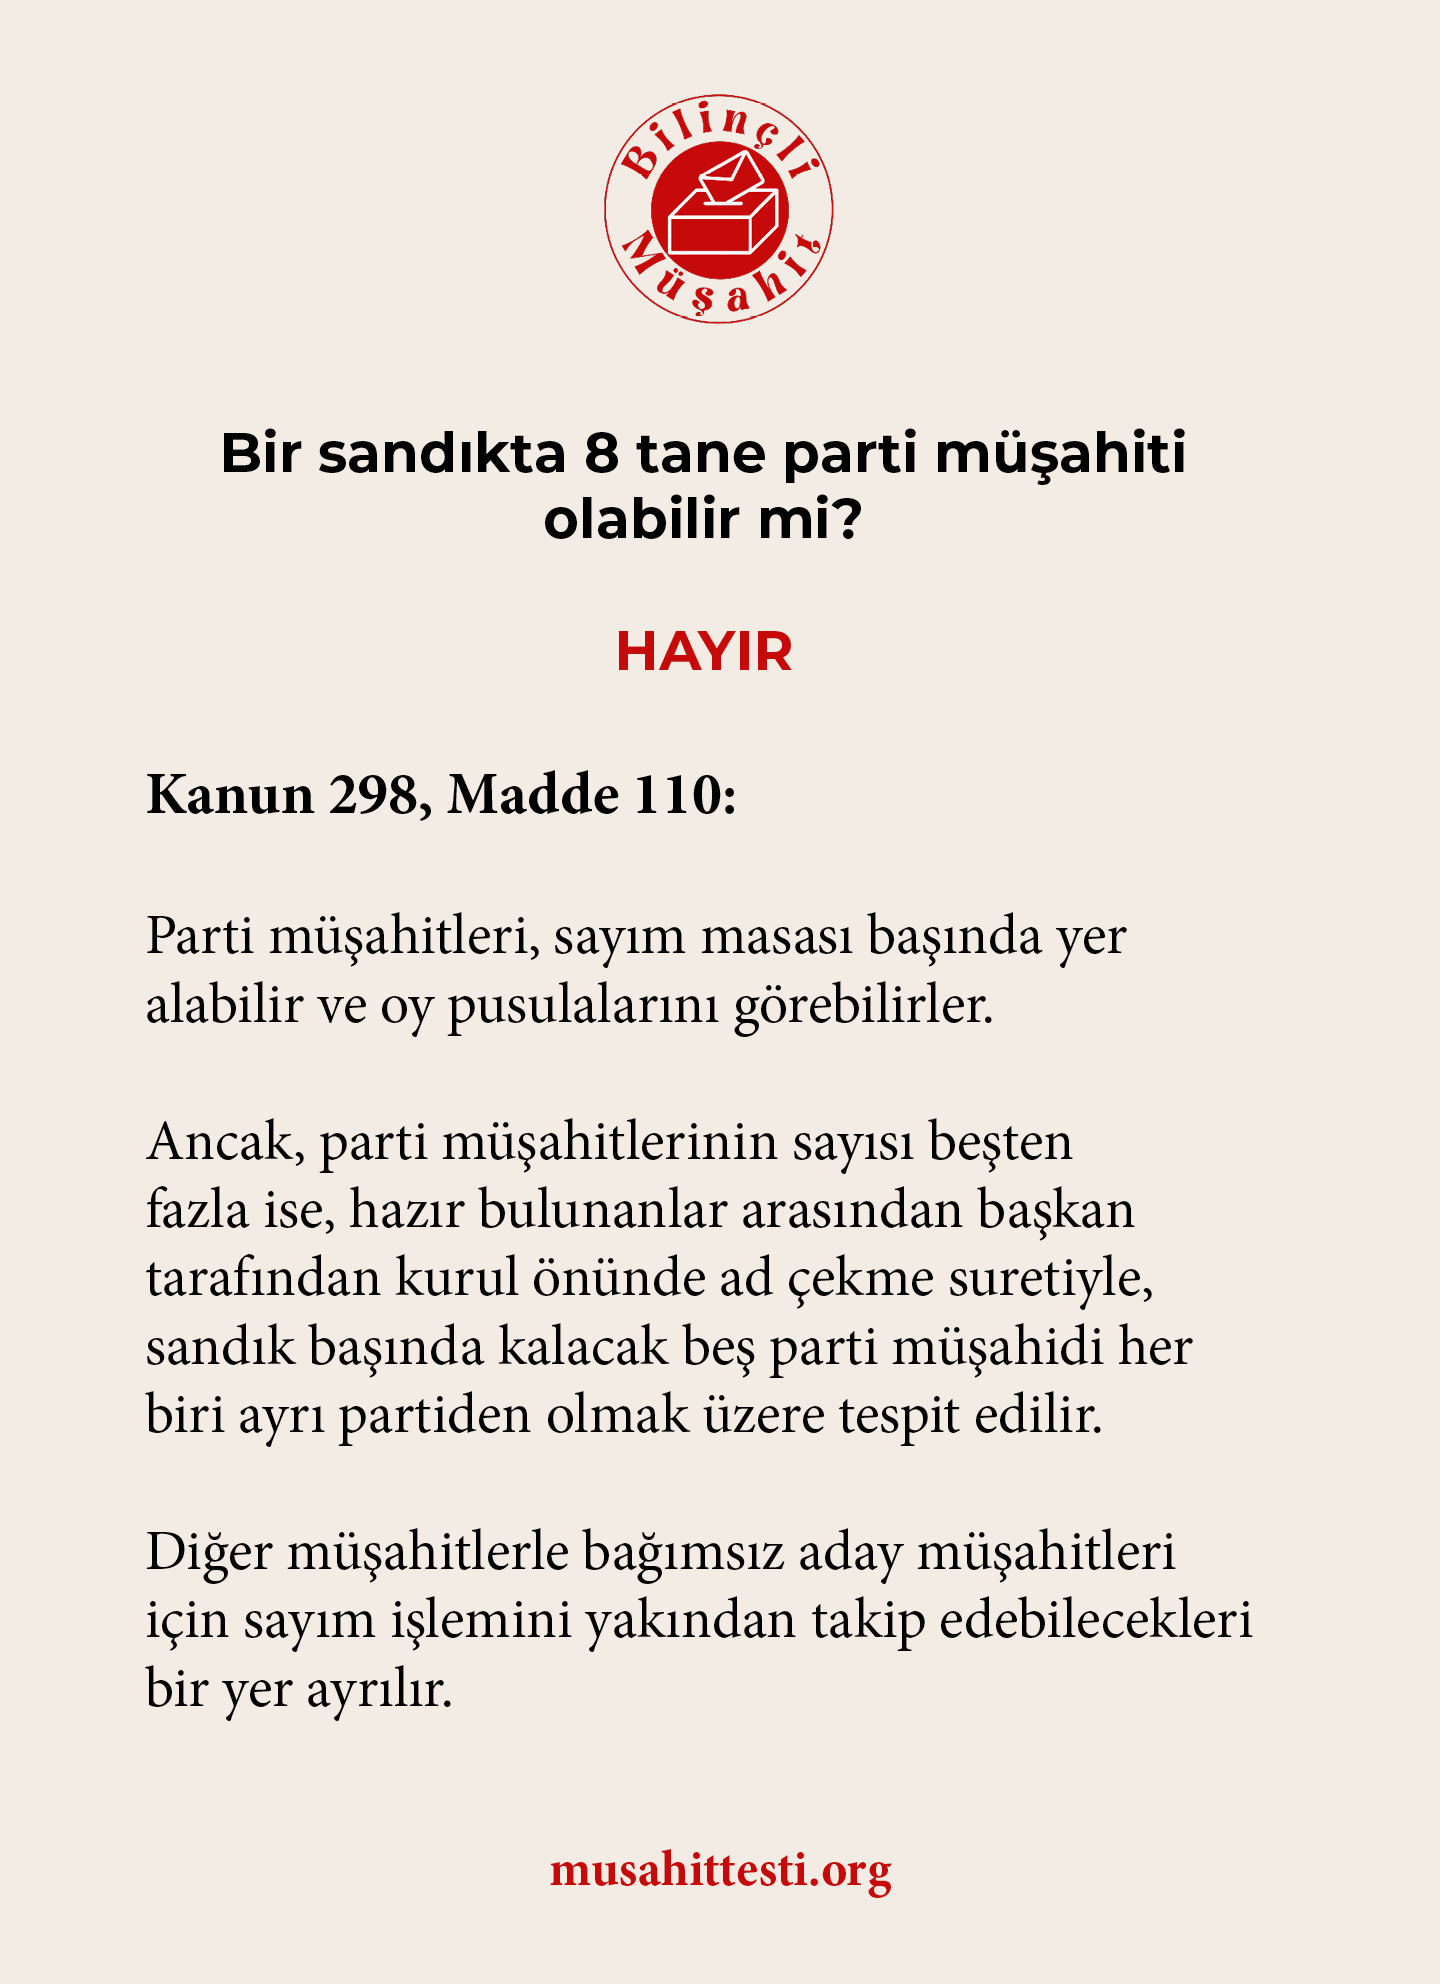 Bilinçli
Müşahit
Bir sandıkta 8 tane parti müşahiti
olabilir mi?
HAYIR
Kanun 298, Madde 110:
Parti müşahitleri, sayım masası başında yer
alabilir ve oy pusulalarını görebilirler.
Ancak, parti müşahitlerinin sayısı beşten
fazla ise, hazır bulunanlar arasından başkan
tarafından kurul önünde ad çekme suretiyle,
sandık başında kalacak beş parti müşahidi her
biri ayrı partiden olmak üzere tespit edilir.
Diğer müşahitlerle bağımsız aday müşahitleri
için sayım işlemini yakından takip edebilecekleri
bir yer ayrılır.
musahittesti.org